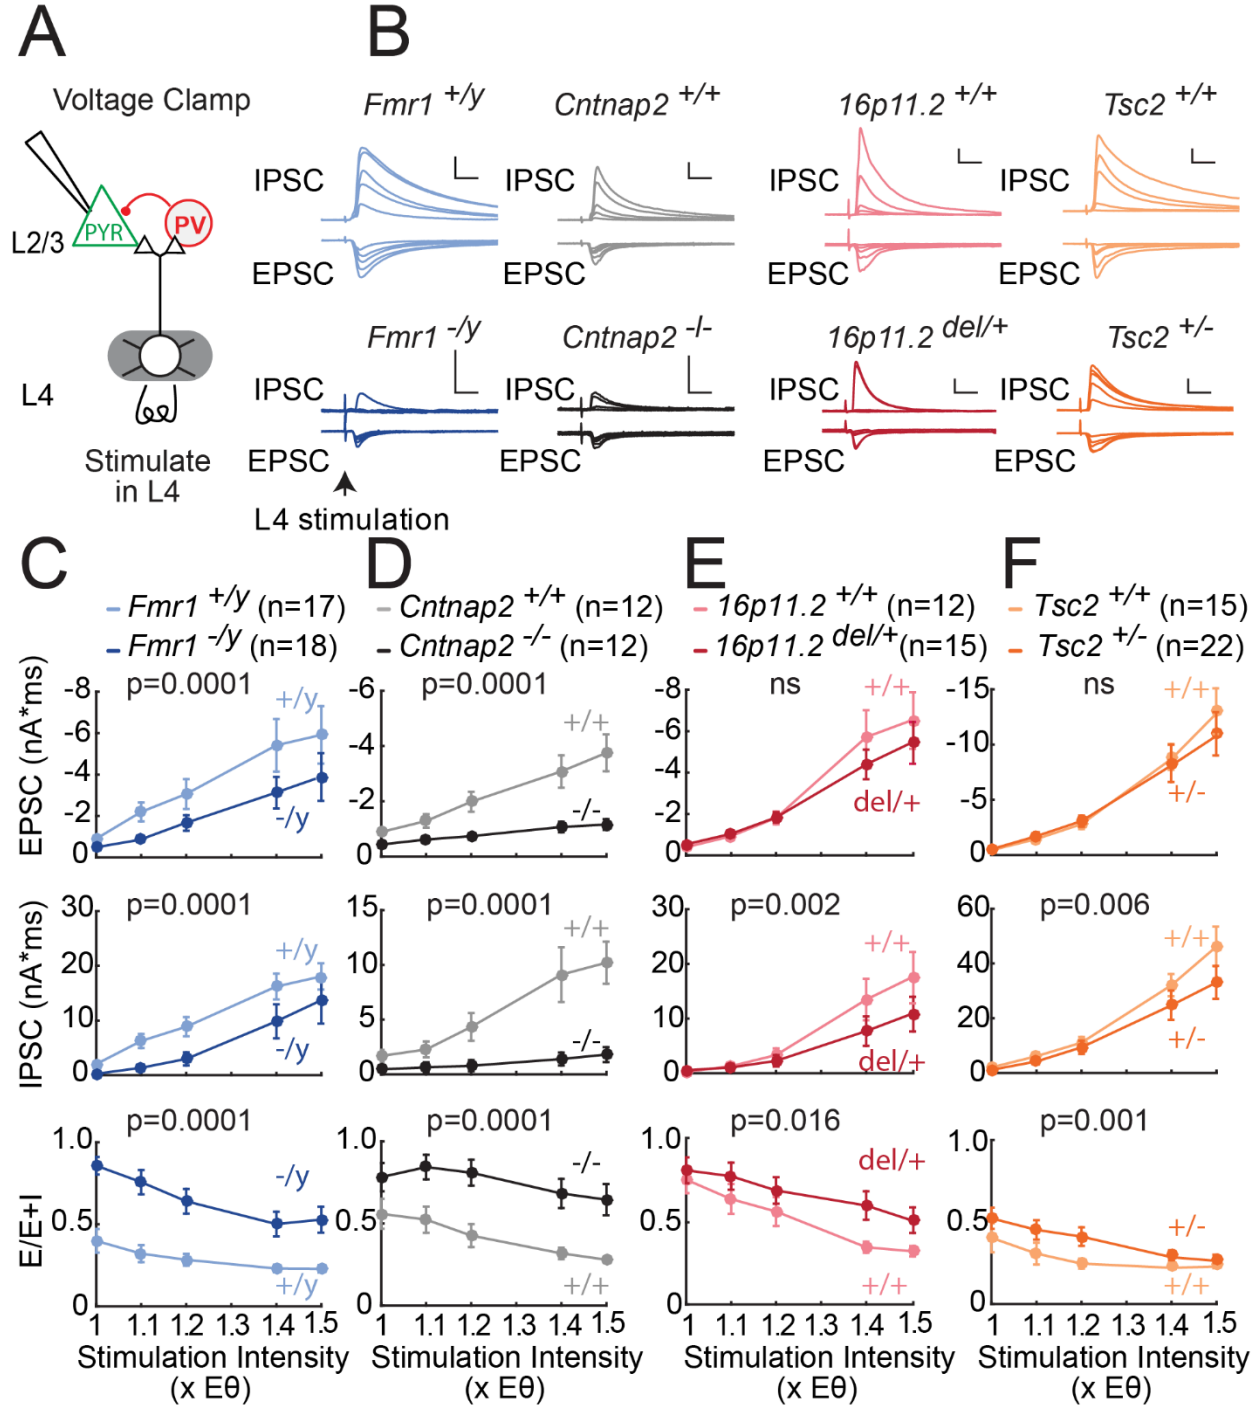 A
B
Voltage Clamp
PYR
PV
L2/3
L4
Stimulate
in L4
Fmr1 +/y
Cntnap2 +/+
16p11.2 +/+
Tsc2 +/+
IPSC
IPSC
IPSC
IPSC
EPSC
EPSC
EPSC
EPSC
Fmr1 -/y
Cntnap2 -/-
16p11.2 del/+
Tsc2 +/-
IPSC
IPSC
IPSC
IPSC
EPSC
EPSC
EPSC
EPSC
L4 stimulation
C
D
E
F
Fmr1 +/y (n=17)
Fmr1 -/y (n=18)
Cntnap2 +/+ (n=12)
Cntnap2 -/- (n=12)
16p11.2 +/+ (n=12)
16p11.2 del/+ (n=15)
Tsc2 +/+ (n=15)
Tsc2 +/- (n=22)
EPSC (nA*ms)
-8
-6
-4
-2
0
p=0.0001
+/y
-/y
-6
-4
-2
0
p=0.0001
+/+
-/-
-8
-6
-4
-2
0
ns
+/+
del/+
-15
-10
-5
0
ns
+/+
+/-
IPSC (nA*ms)
30
20
10
0
p=0.0001
+/y
-/y
15
10
5
0
p=0.0001
+/+
-/-
30
20
10
0
p=0.002
+/+
del/+
60
40
20
0
p=0.006
+/+
+/-
E/E+I
1.0
0.5
0
p=0.0001
-/y
+/y
1 1.1 1.2 1.3 1.4 1.5
Stimulation Intensity
(x Eθ)
1.0
0.5
0
p=0.0001
-/-
+/+
1 1.1 1.2 1.3 1.4 1.5
Stimulation Intensity
(x Eθ)
1.0
0.5
0
p=0.016
del/+
+/+
1 1.1 1.2 1.3 1.4 1.5
Stimulation Intensity
(x Eθ)
1.0
0.5
0
p=0.001
+/-
+/+
1 1.1 1.2 1.3 1.4 1.5
Stimulation Intensity
(x Eθ)